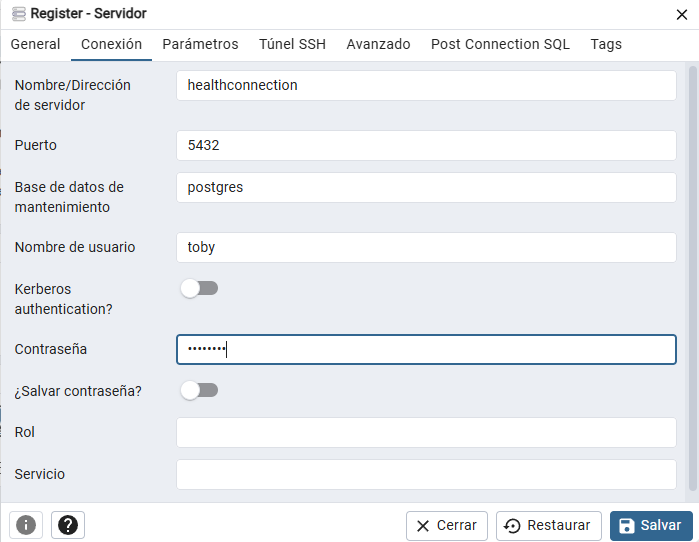 Register - Servidor
General Conexión Parámetros Túnel SSH Avanzado Post Connection SQL Tags
Nombre/Dirección
de servidor
healthconnection
Puerto
5432
Base de datos de
mantenimiento
postgres
Nombre de usuario
toby
Kerberos
authentication?
Contraseña
••••••••
¿Salvar contraseña?
Rol
Servicio
Cerrar Restaurar Salvar